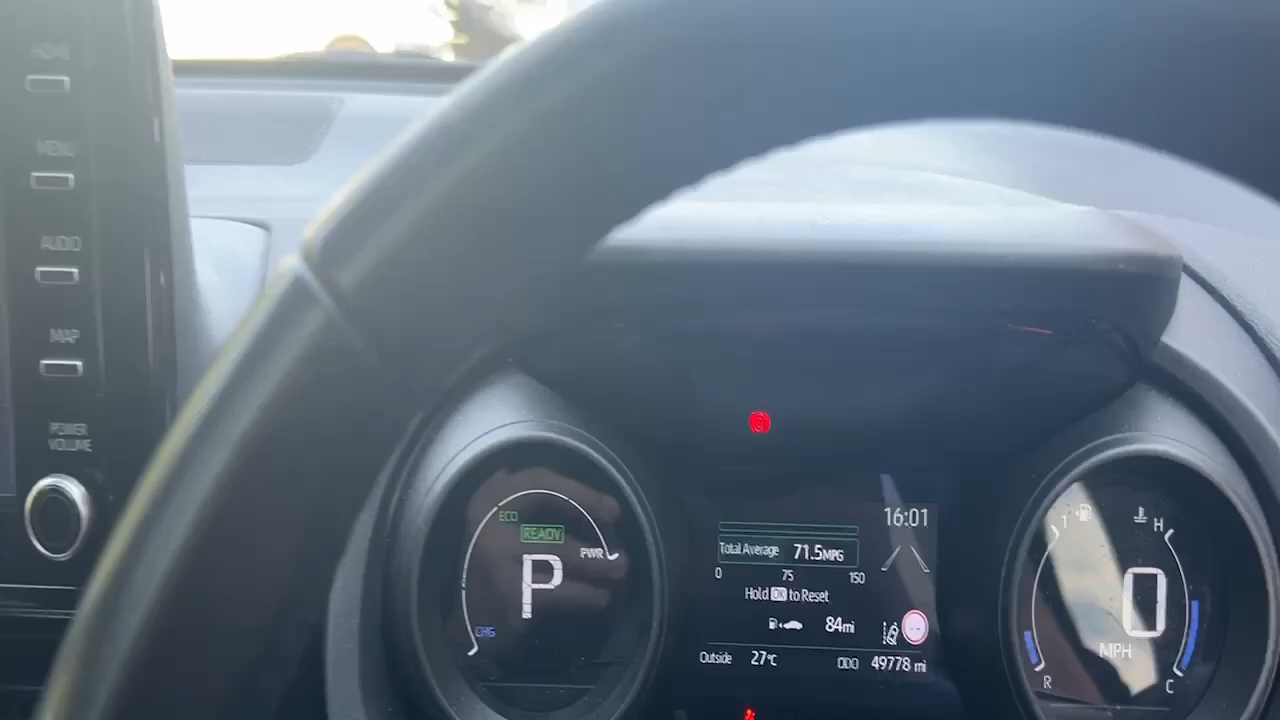 HOME
MENU
AUDIO
MAP
POWER
VOLUME
ECO
READY
PWR
P
CHG
16:01
Total Average 71.5MPG
0 75 150
Hold OK to Reset
84mi
Outside 27°C ODO 49778 mi
H
0
MPH
R C